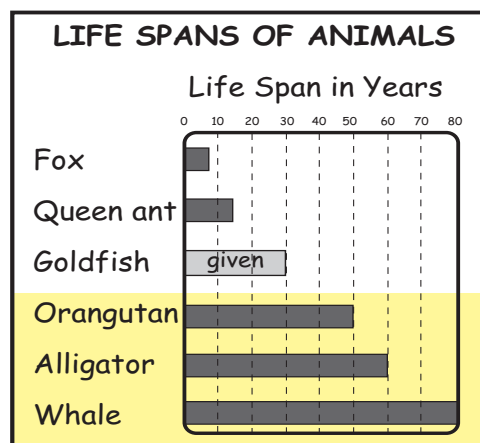 LIFE SPANS OF ANIMALS
Life Span in Years
0 10 20 30 40 50 60 70 80
Fox
Queen ant
Goldfish given
Orangutan
Alligator
Whale